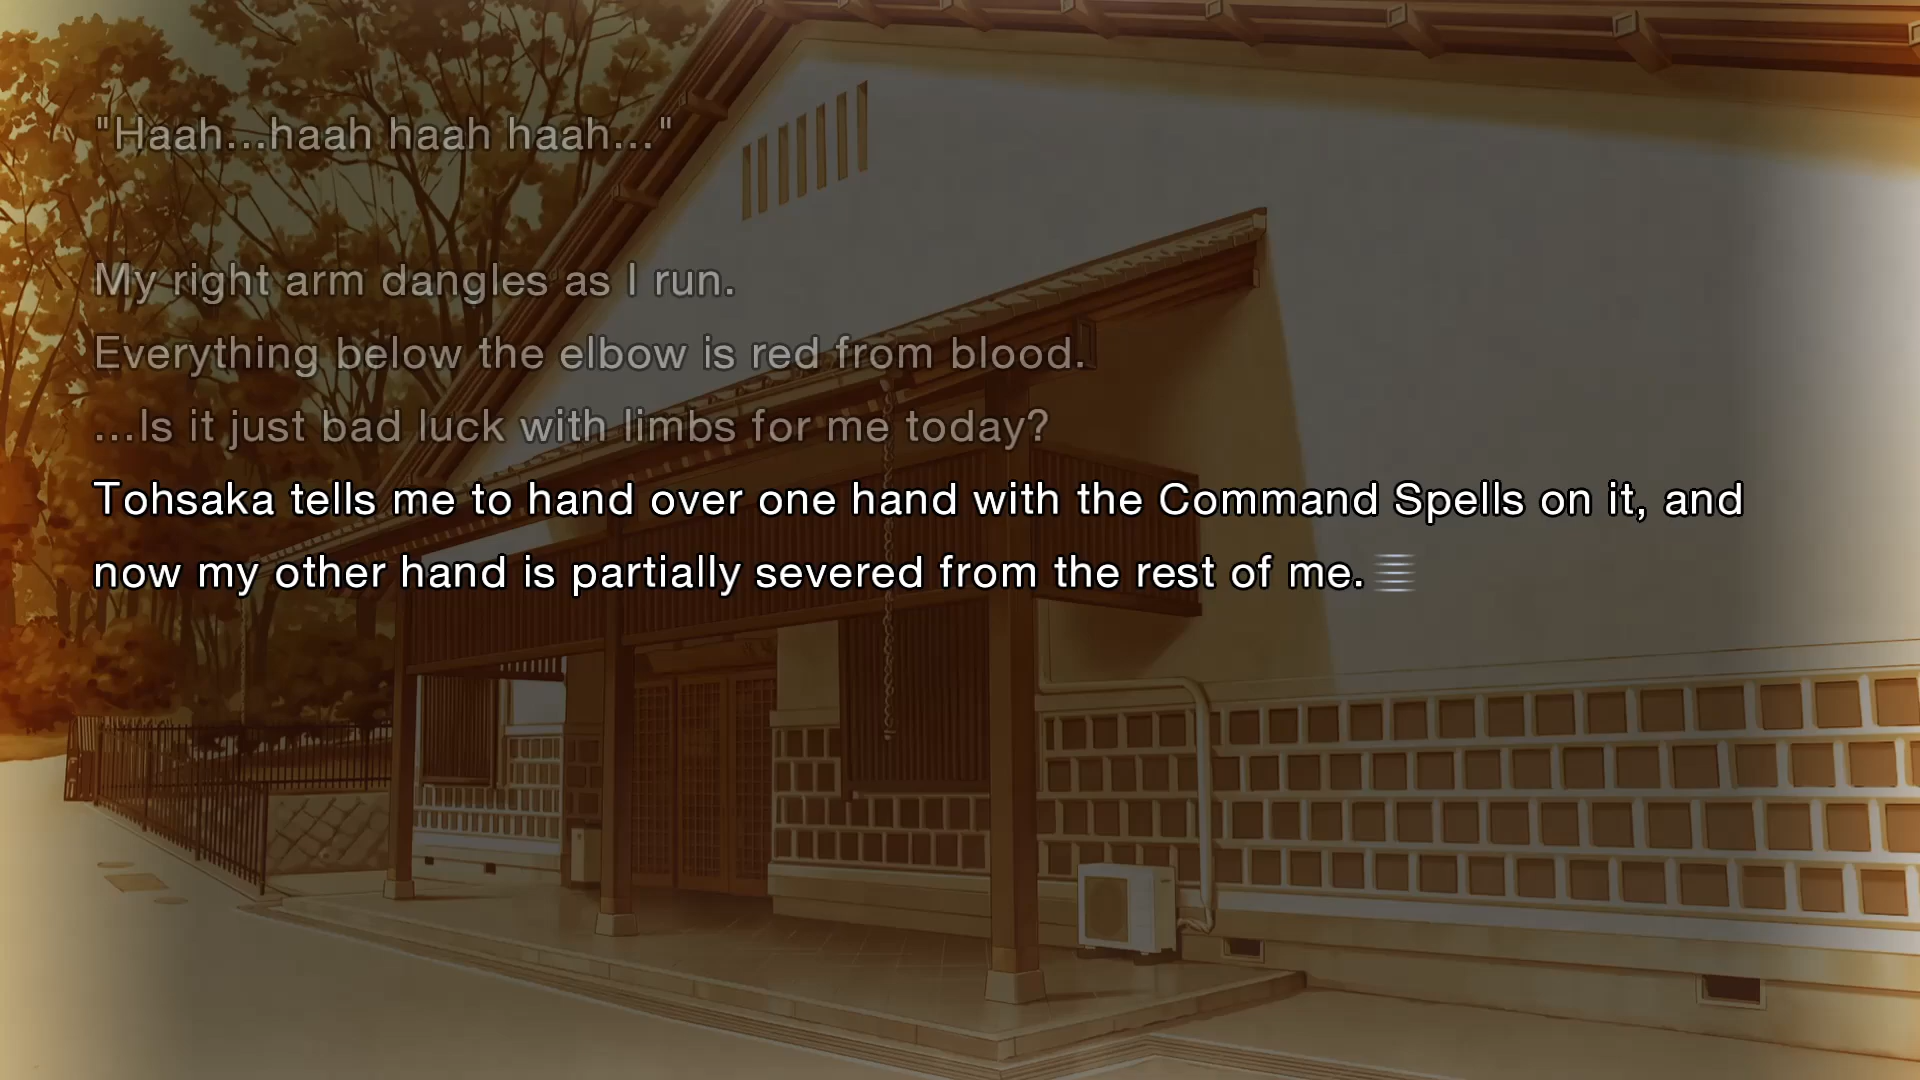 "Haah...haah haah haah..."
My right arm dangles as I run.
Everything below the elbow is red from blood.
...Is it just bad luck with limbs for me today?
Tohsaka tells me to hand over one hand with the Command Spells on it, and
now my other hand is partially severed from the rest of me.